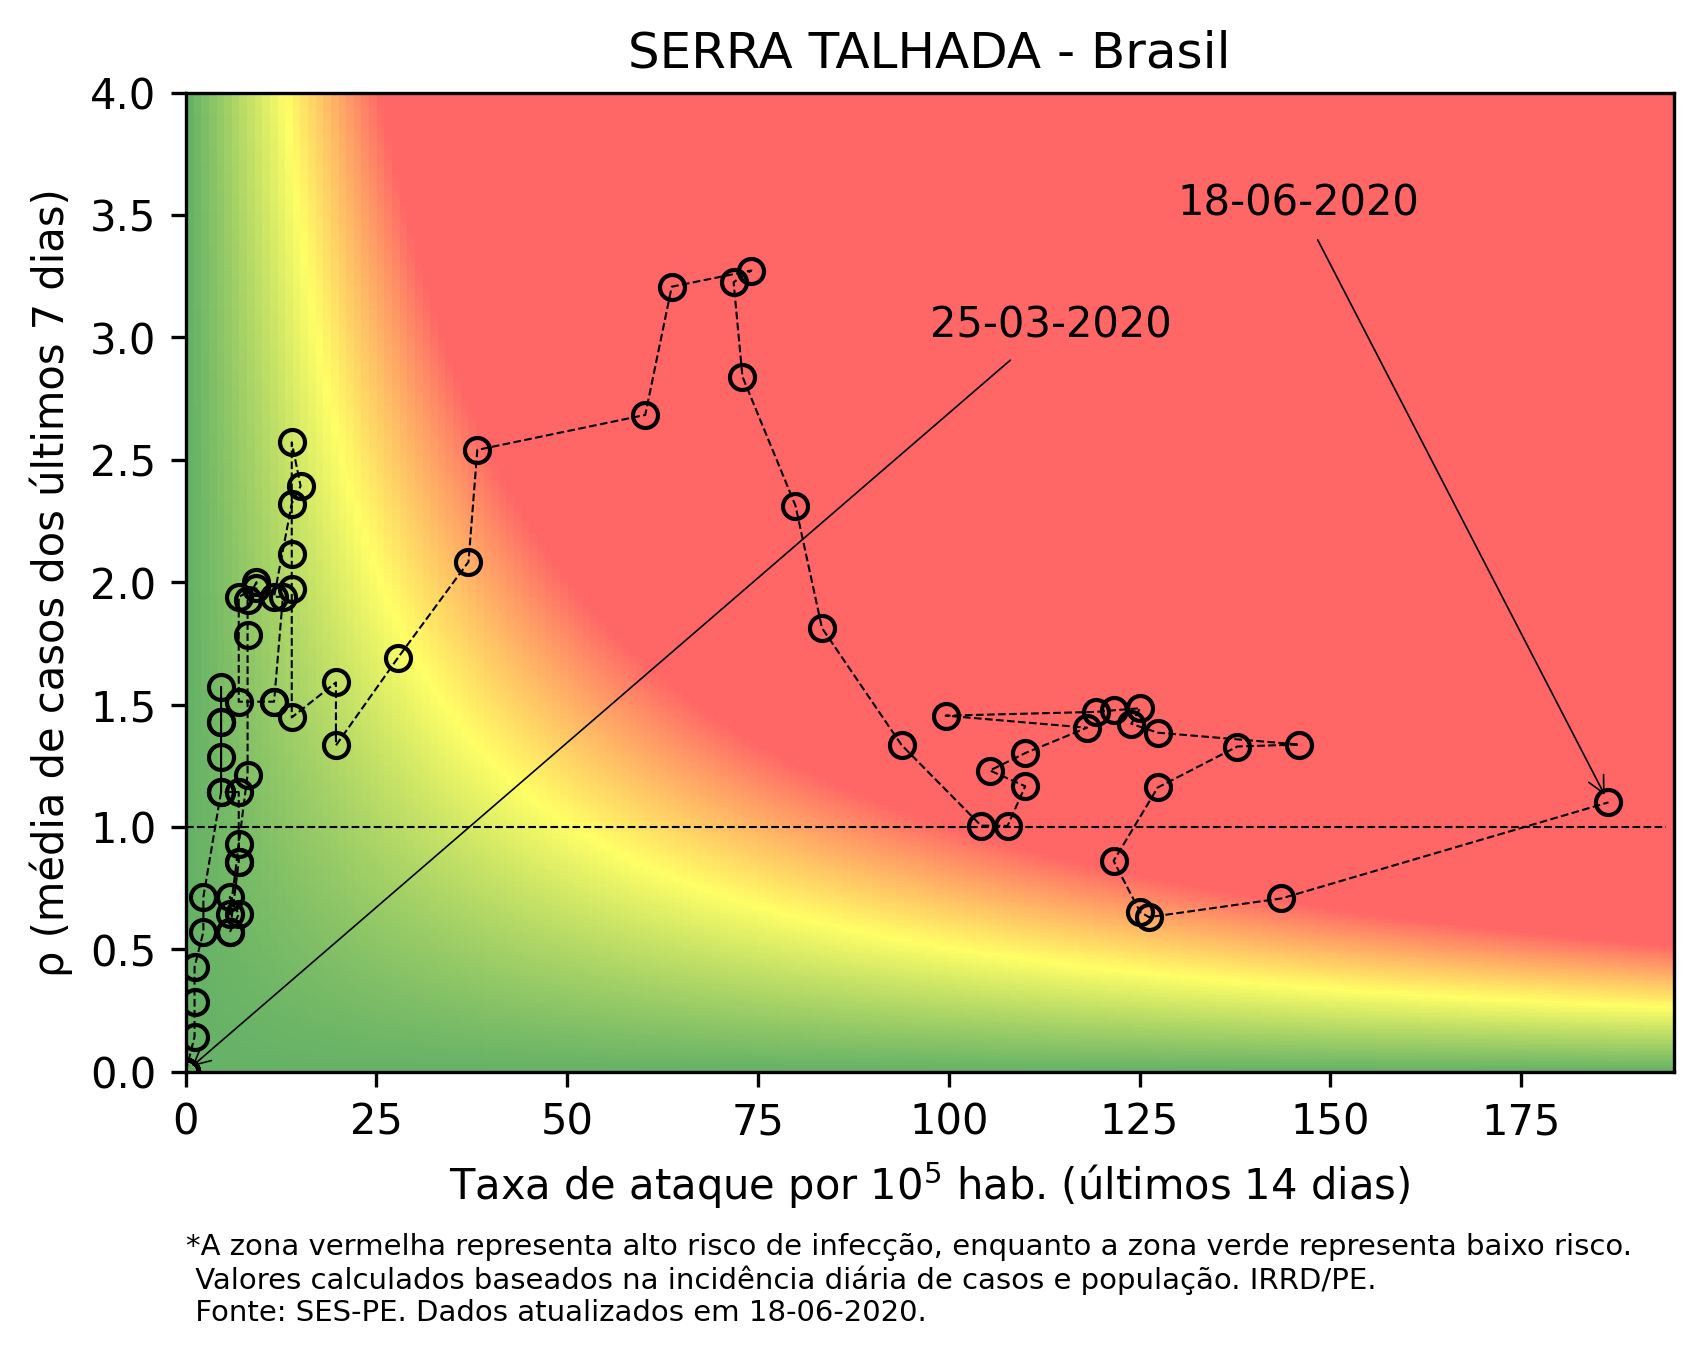 SERRA TALHADA - Brasil
4.0
3.5
3.0
2.5
2.0
1.5
1.0
0.5
0.0
ρ (média de casos dos últimos 7 dias)
18-06-2020
25-03-2020
0 25 50 75 100 125 150 175
Taxa de ataque por 10⁵ hab. (últimos 14 dias)
*A zona vermelha representa alto risco de infecção, enquanto a zona verde representa baixo risco.
Valores calculados baseados na incidência diária de casos e população. IRRD/PE.
Fonte: SES-PE. Dados atualizados em 18-06-2020.